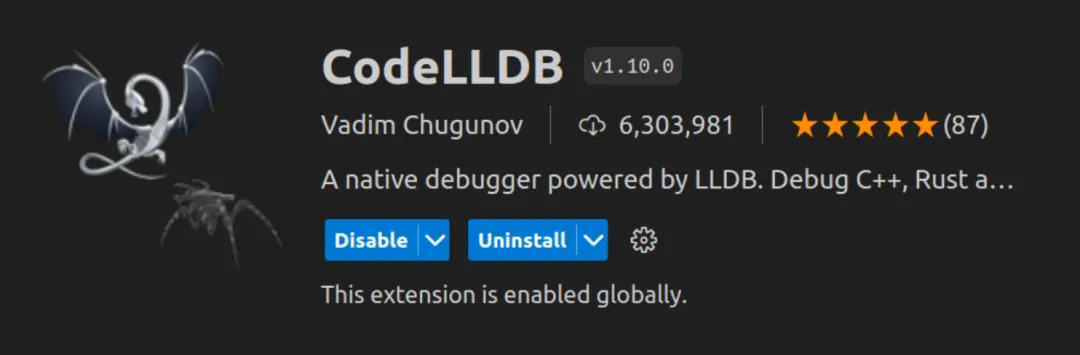 CodeLLDB v1.10.0
Vadim Chugunov 6,303,981 (87)
A native debugger powered by LLDB. Debug C++, Rust a…
Disable Uninstall
This extension is enabled globally.